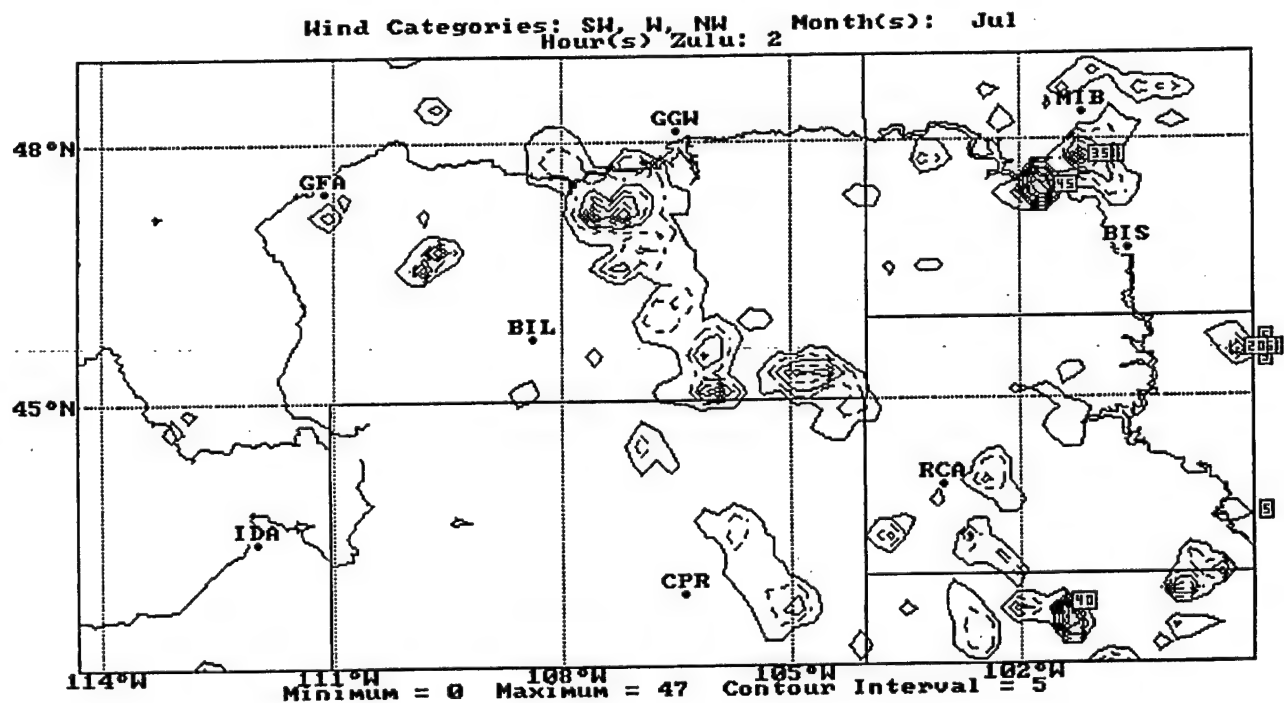 Wind Categories: SW, W, NW Month(s): Jul
Hour(s) Zulu: 2
MIB
GGW
48°N
35
GFA
45
BIS
BIL
20
45°N
RCA
5
IDA
CPR
40
114°W 111°W 108°W 105°W 102°W
Minimum = 0 Maximum = 47 Contour Interval = 5